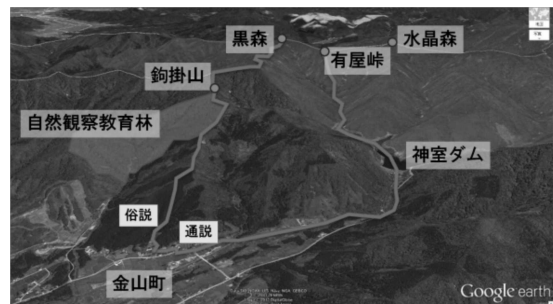 黒森
水晶森
有屋峠
鉤掛山
自然観察教育林
神室ダム
俗説
通説
金山町
Google earth